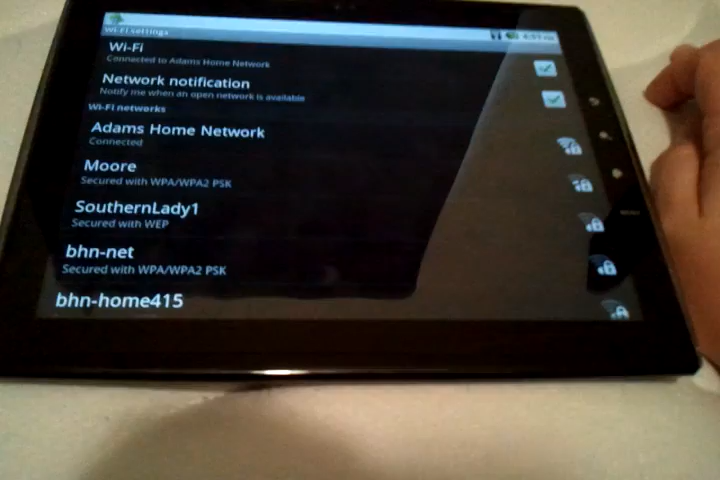 Wi-Fi settings
Wi-Fi
Connected to Adams Home Network
Network notification
Notify me when an open network is available
Wi-Fi networks
Adams Home Network
Connected
Moore
Secured with WPA/WPA2 PSK
SouthernLady1
Secured with WEP
bhn-net
Secured with WPA/WPA2 PSK
bhn-home415
MENU